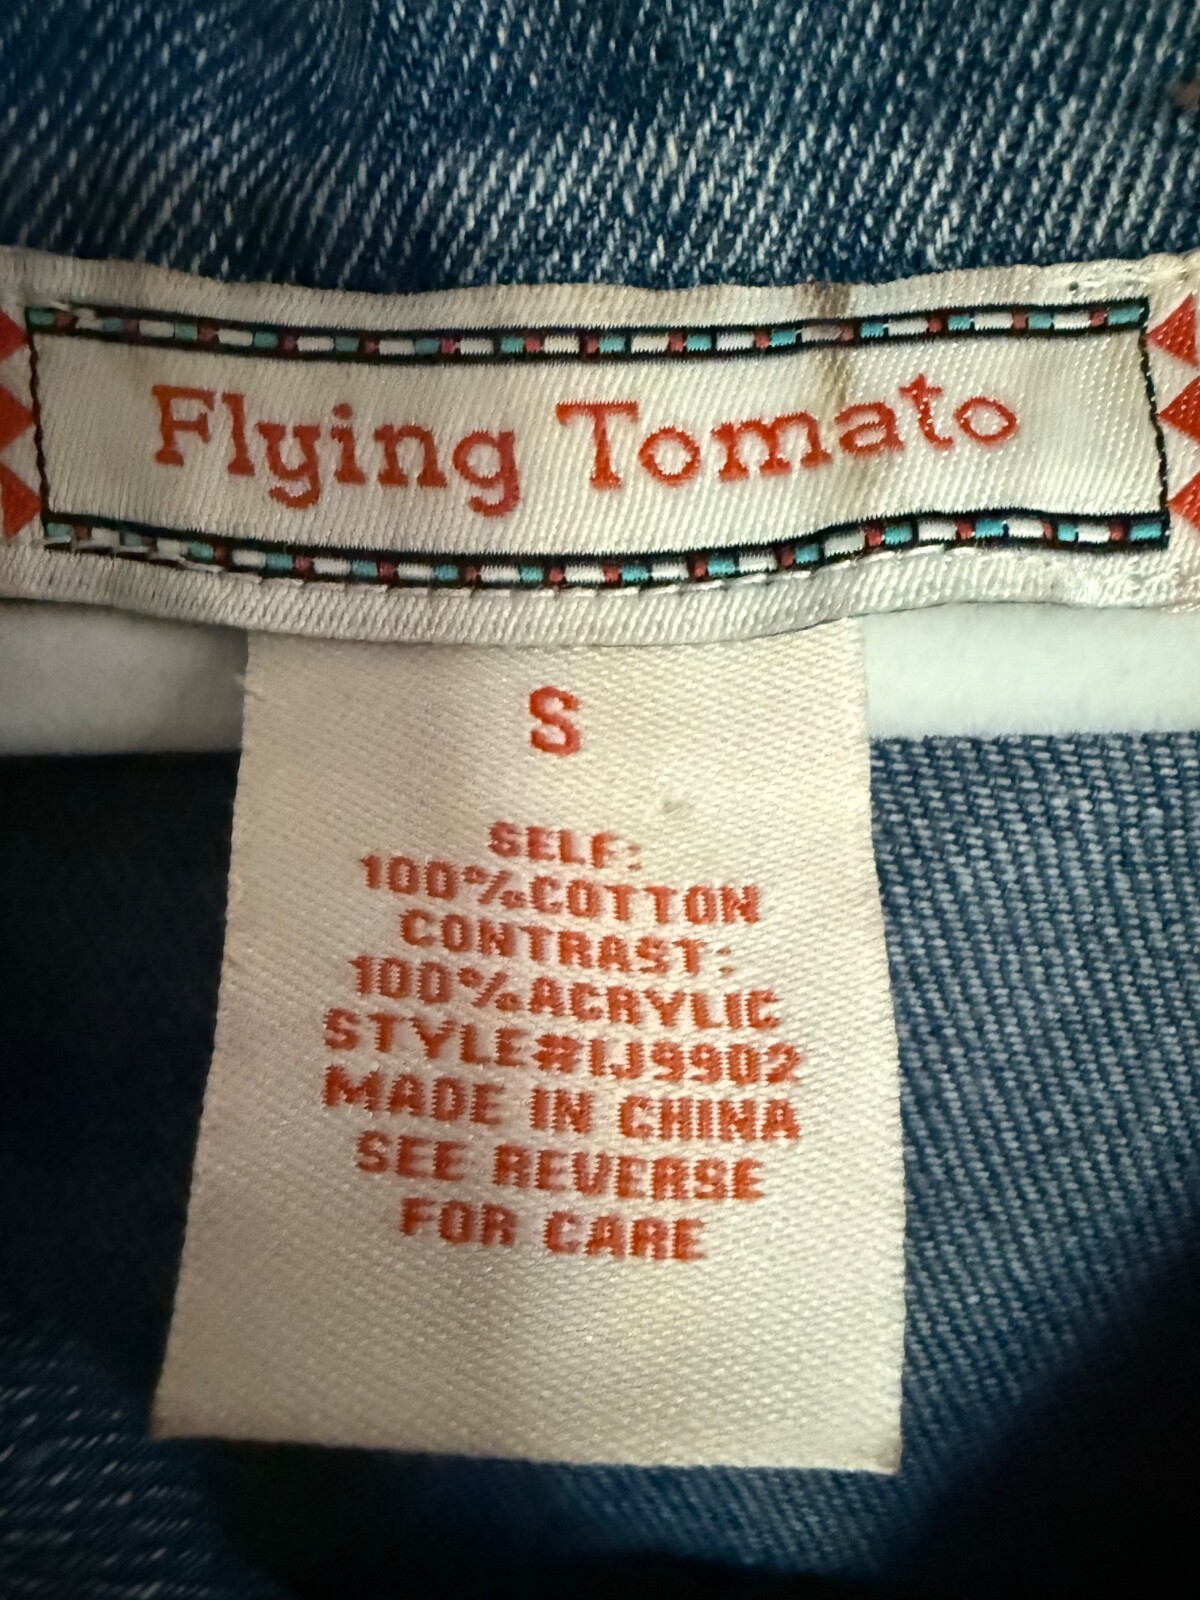 Flying Tomato
S
SELF:
100%COTTON
CONTRAST:
100%ACRYLIC
STYLE#IJ9902
MADE IN CHINA
SEE REVERSE
FOR CARE